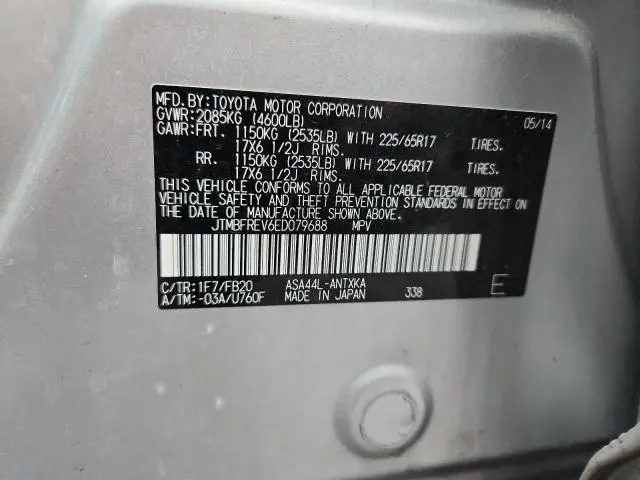 MFD.BY:TOYOTA MOTOR CORPORATION 05/14
GVWR:2085KG (4600LB)
GAWR:FRT. 1150KG (2535LB) WITH 225/65R17 TIRES.
17X6 1/2J RIMS.
RR. 1150KG (2535LB) WITH 225/65R17 TIRES.
17X6 1/2J RIMS.
THIS VEHICLE CONFORMS TO ALL APPLICABLE FEDERAL MOTOR
VEHICLE SAFETY AND THEFT PREVENTION STANDARDS IN EFFECT ON
THE DATE OF MANUFACTURE SHOWN ABOVE.
JTMBFREV6ED079688 MPV
C/TR:1F7/FB20 ASA44L-ANTXKA
A/TM:-03A/U760F MADE IN JAPAN 338 E